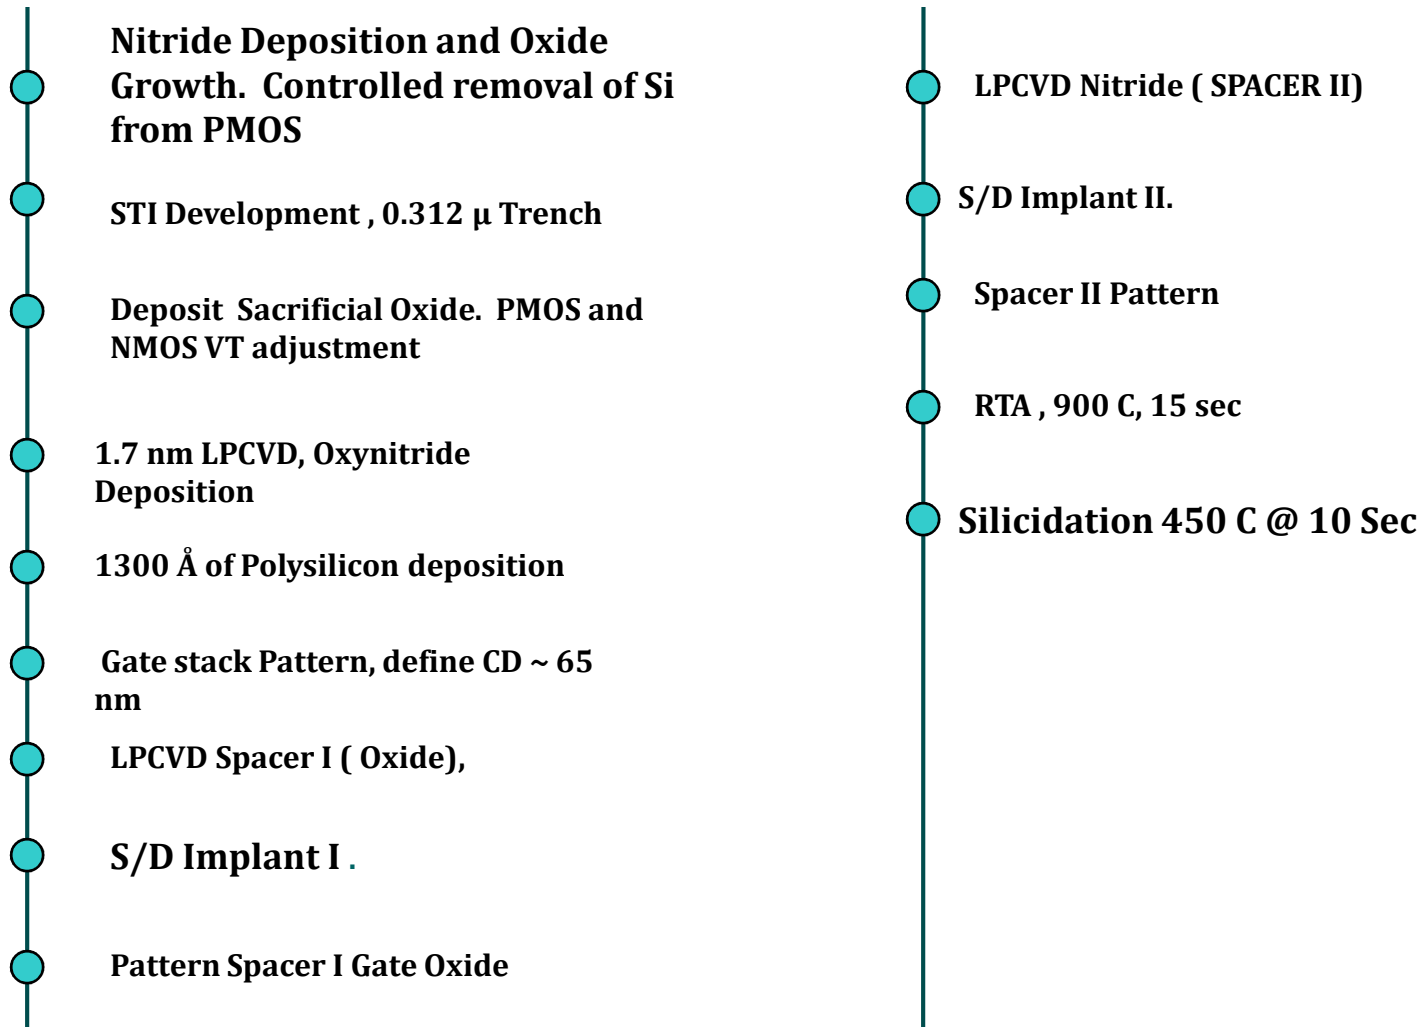 Nitride Deposition and Oxide
Growth.  Controlled removal of Si
from PMOS
STI Development , 0.312 µ Trench
Deposit  Sacrificial Oxide.  PMOS and
NMOS VT adjustment
1.7 nm LPCVD, Oxynitride
Deposition
1300 Å of Polysilicon deposition
Gate stack Pattern, define CD ~ 65
nm
LPCVD Spacer I ( Oxide),
S/D Implant I .
Pattern Spacer I Gate Oxide
LPCVD Nitride ( SPACER II)
S/D Implant II.
Spacer II Pattern
RTA , 900 C, 15 sec
Silicidation 450 C @ 10 Sec